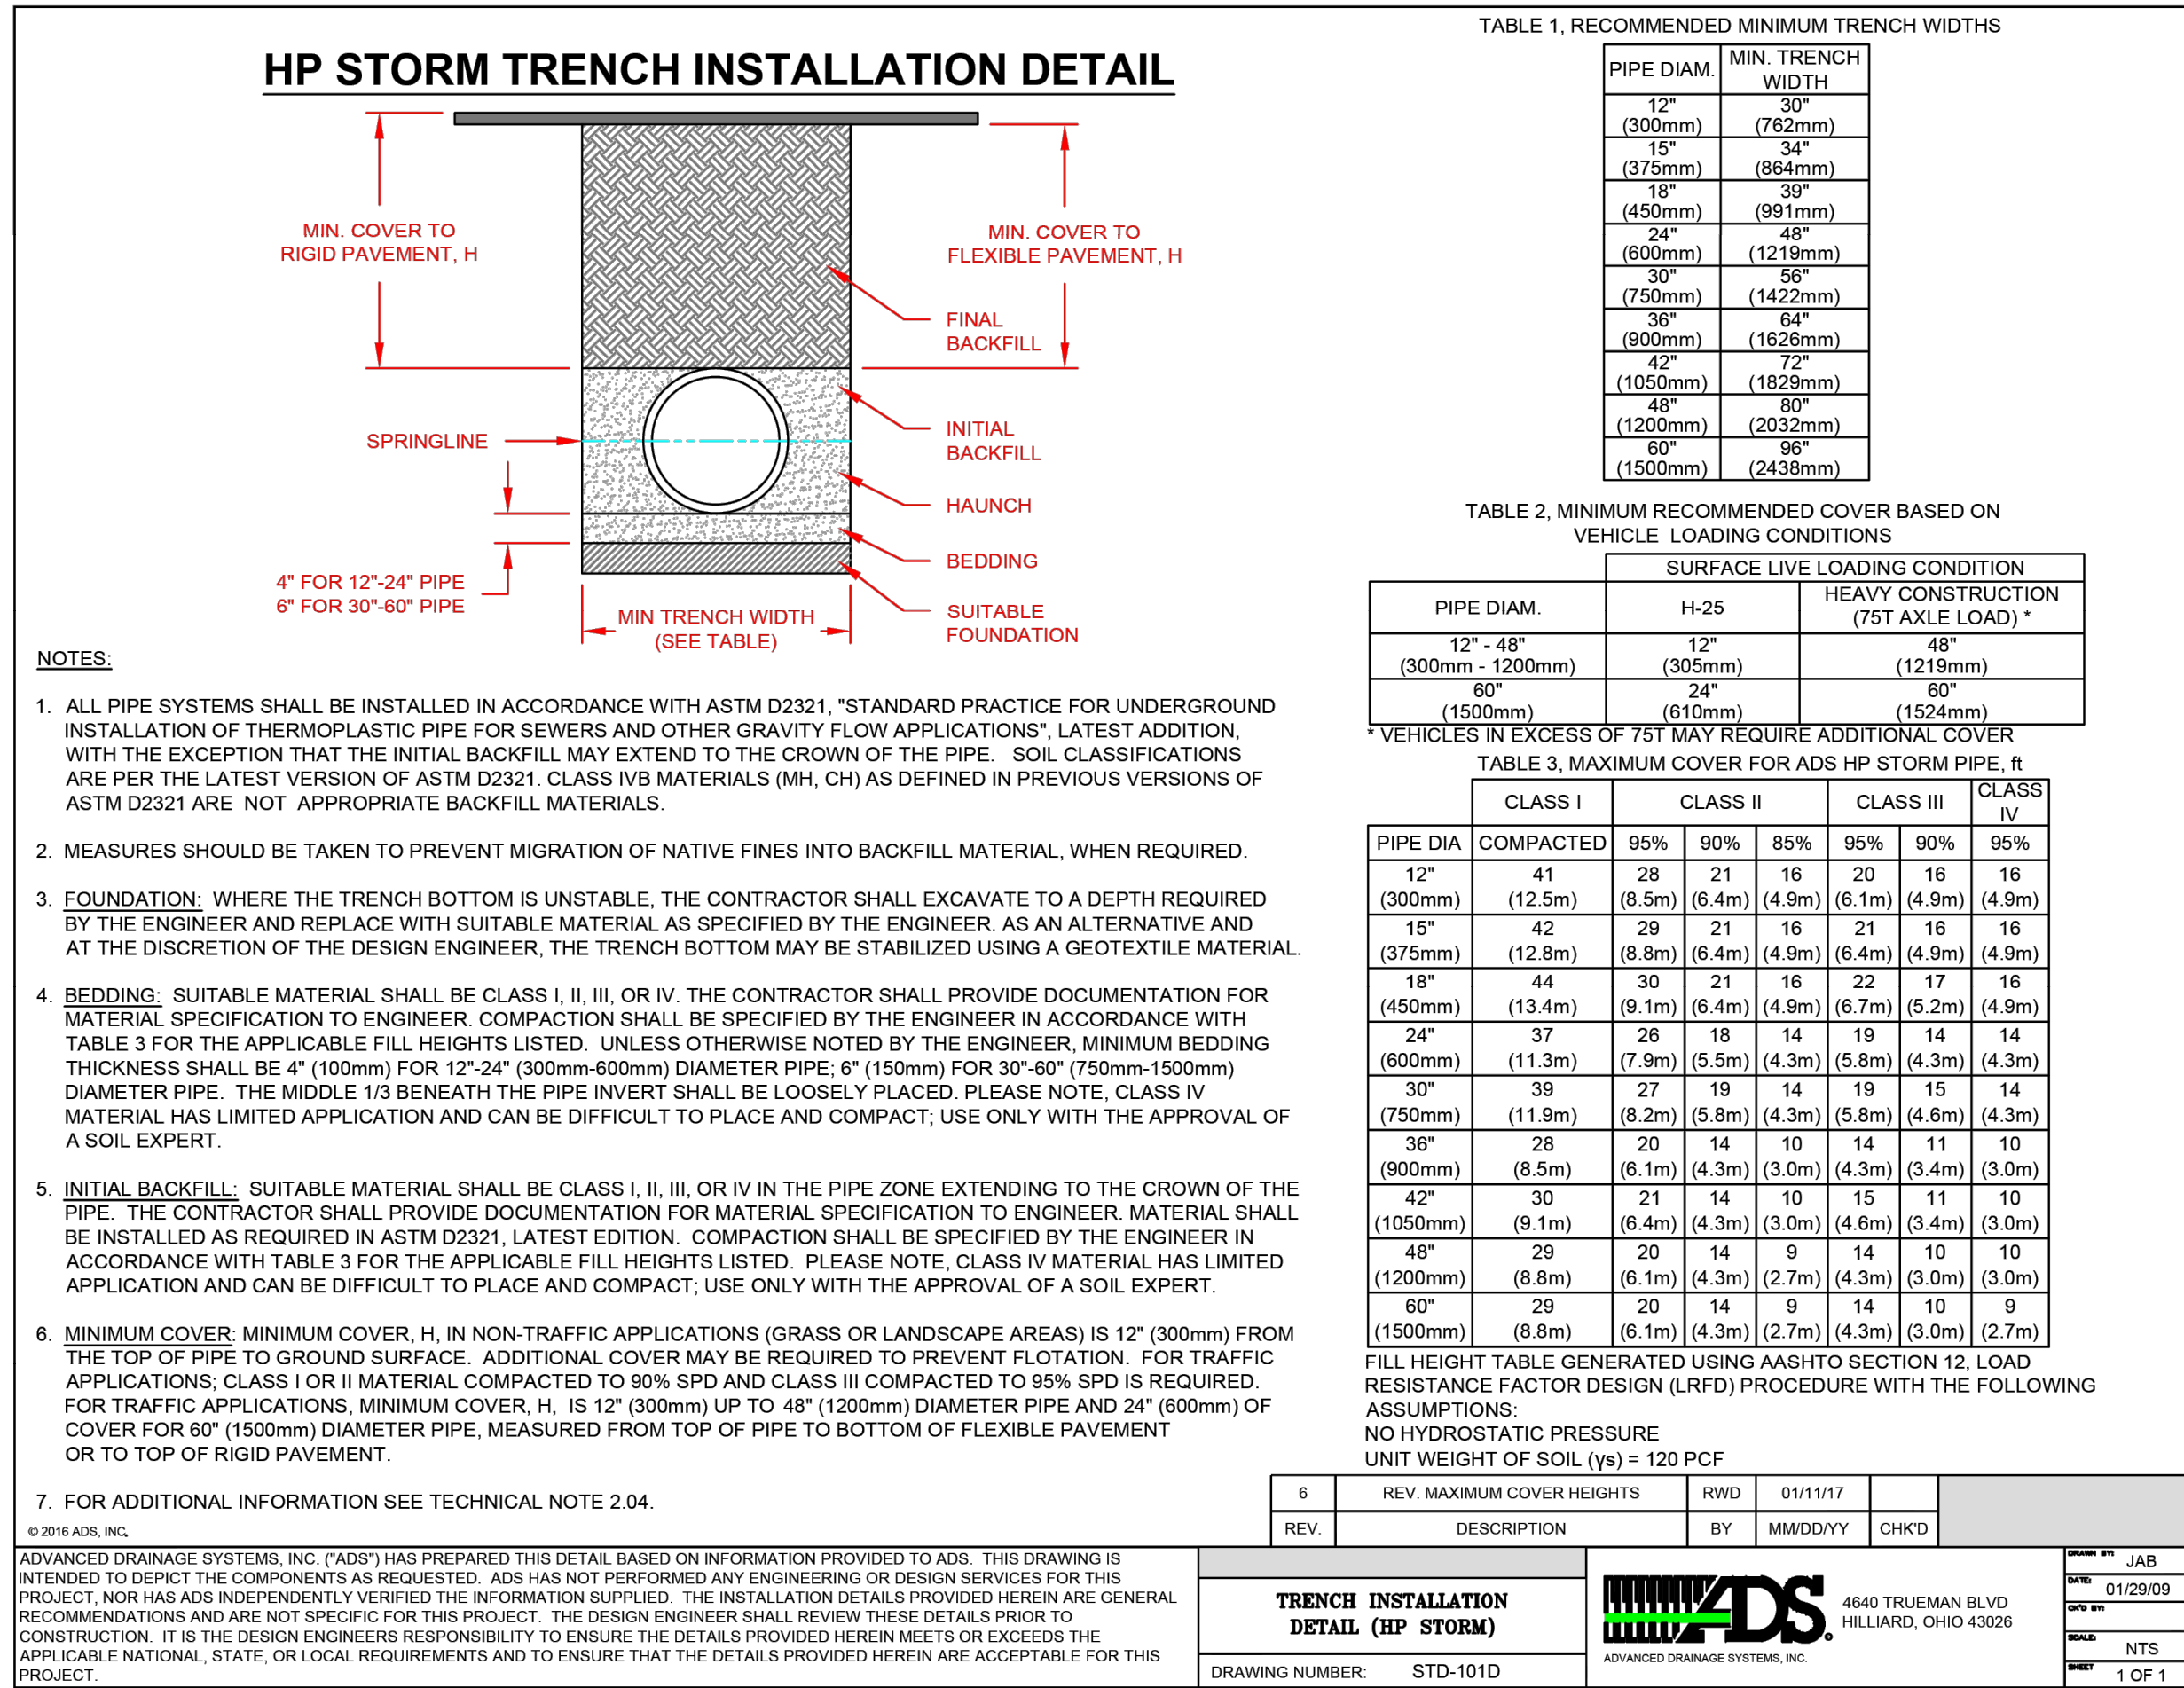 HP STORM TRENCH INSTALLATION DETAIL
MIN. COVER TO
RIGID PAVEMENT, H
MIN. COVER TO
FLEXIBLE PAVEMENT, H
FINAL
BACKFILL
INITIAL
BACKFILL
SPRINGLINE
HAUNCH
BEDDING
4" FOR 12"-24" PIPE
6" FOR 30"-60" PIPE
MIN TRENCH WIDTH
(SEE TABLE)
SUITABLE
FOUNDATION
NOTES:
1. ALL PIPE SYSTEMS SHALL BE INSTALLED IN ACCORDANCE WITH ASTM D2321, "STANDARD PRACTICE FOR UNDERGROUND
INSTALLATION OF THERMOPLASTIC PIPE FOR SEWERS AND OTHER GRAVITY FLOW APPLICATIONS", LATEST ADDITION,
WITH THE EXCEPTION THAT THE INITIAL BACKFILL MAY EXTEND TO THE CROWN OF THE PIPE. SOIL CLASSIFICATIONS
ARE PER THE LATEST VERSION OF ASTM D2321. CLASS IVB MATERIALS (MH, CH) AS DEFINED IN PREVIOUS VERSIONS OF
ASTM D2321 ARE NOT APPROPRIATE BACKFILL MATERIALS.
2. MEASURES SHOULD BE TAKEN TO PREVENT MIGRATION OF NATIVE FINES INTO BACKFILL MATERIAL, WHEN REQUIRED.
3. FOUNDATION: WHERE THE TRENCH BOTTOM IS UNSTABLE, THE CONTRACTOR SHALL EXCAVATE TO A DEPTH REQUIRED
BY THE ENGINEER AND REPLACE WITH SUITABLE MATERIAL AS SPECIFIED BY THE ENGINEER. AS AN ALTERNATIVE AND
AT THE DISCRETION OF THE DESIGN ENGINEER, THE TRENCH BOTTOM MAY BE STABILIZED USING A GEOTEXTILE MATERIAL.
4. BEDDING: SUITABLE MATERIAL SHALL BE CLASS I, II, III, OR IV. THE CONTRACTOR SHALL PROVIDE DOCUMENTATION FOR
MATERIAL SPECIFICATION TO ENGINEER. COMPACTION SHALL BE SPECIFIED BY THE ENGINEER IN ACCORDANCE WITH
TABLE 3 FOR THE APPLICABLE FILL HEIGHTS LISTED. UNLESS OTHERWISE NOTED BY THE ENGINEER, MINIMUM BEDDING
THICKNESS SHALL BE 4" (100mm) FOR 12"-24" (300mm-600mm) DIAMETER PIPE; 6" (150mm) FOR 30"-60" (750mm-1500mm)
DIAMETER PIPE. THE MIDDLE 1/3 BENEATH THE PIPE INVERT SHALL BE LOOSELY PLACED. PLEASE NOTE, CLASS IV
MATERIAL HAS LIMITED APPLICATION AND CAN BE DIFFICULT TO PLACE AND COMPACT; USE ONLY WITH THE APPROVAL OF
A SOIL EXPERT.
5. INITIAL BACKFILL: SUITABLE MATERIAL SHALL BE CLASS I, II, III, OR IV IN THE PIPE ZONE EXTENDING TO THE CROWN OF THE
PIPE. THE CONTRACTOR SHALL PROVIDE DOCUMENTATION FOR MATERIAL SPECIFICATION TO ENGINEER. MATERIAL SHALL
BE INSTALLED AS REQUIRED IN ASTM D2321, LATEST EDITION. COMPACTION SHALL BE SPECIFIED BY THE ENGINEER IN
ACCORDANCE WITH TABLE 3 FOR THE APPLICABLE FILL HEIGHTS LISTED. PLEASE NOTE, CLASS IV MATERIAL HAS LIMITED
APPLICATION AND CAN BE DIFFICULT TO PLACE AND COMPACT; USE ONLY WITH THE APPROVAL OF A SOIL EXPERT.
6. MINIMUM COVER: MINIMUM COVER, H, IN NON-TRAFFIC APPLICATIONS (GRASS OR LANDSCAPE AREAS) IS 12" (300mm) FROM
THE TOP OF PIPE TO GROUND SURFACE. ADDITIONAL COVER MAY BE REQUIRED TO PREVENT FLOTATION. FOR TRAFFIC
APPLICATIONS; CLASS I OR II MATERIAL COMPACTED TO 90% SPD AND CLASS III COMPACTED TO 95% SPD IS REQUIRED.
FOR TRAFFIC APPLICATIONS, MINIMUM COVER, H, IS 12" (300mm) UP TO 48" (1200mm) DIAMETER PIPE AND 24" (600mm) OF
COVER FOR 60" (1500mm) DIAMETER PIPE, MEASURED FROM TOP OF PIPE TO BOTTOM OF FLEXIBLE PAVEMENT
OR TO TOP OF RIGID PAVEMENT.
7. FOR ADDITIONAL INFORMATION SEE TECHNICAL NOTE 2.04.
© 2016 ADS, INC.
TABLE 1, RECOMMENDED MINIMUM TRENCH WIDTHS
PIPE DIAM. MIN. TRENCH
WIDTH
12" 30"
(300mm) (762mm)
15" 34"
(375mm) (864mm)
18" 39"
(450mm) (991mm)
24" 48"
(600mm) (1219mm)
30" 56"
(750mm) (1422mm)
36" 64"
(900mm) (1626mm)
42" 72"
(1050mm) (1829mm)
48" 80"
(1200mm) (2032mm)
60" 96"
(1500mm) (2438mm)
TABLE 2, MINIMUM RECOMMENDED COVER BASED ON
VEHICLE LOADING CONDITIONS
SURFACE LIVE LOADING CONDITION
PIPE DIAM. H-25 HEAVY CONSTRUCTION
(75T AXLE LOAD) *
12" - 48" 12" 48"
(300mm - 1200mm) (305mm) (1219mm)
60" 24" 60"
(1500mm) (610mm) (1524mm)
* VEHICLES IN EXCESS OF 75T MAY REQUIRE ADDITIONAL COVER
TABLE 3, MAXIMUM COVER FOR ADS HP STORM PIPE, ft
CLASS I CLASS II CLASS III CLASS
IV
PIPE DIA COMPACTED 95% 90% 85% 95% 90% 95%
12" 41 28 21 16 20 16 16
(300mm) (12.5m) (8.5m) (6.4m) (4.9m) (6.1m) (4.9m) (4.9m)
15" 42 29 21 16 21 16 16
(375mm) (12.8m) (8.8m) (6.4m) (4.9m) (6.4m) (4.9m) (4.9m)
18" 44 30 21 16 22 17 16
(450mm) (13.4m) (9.1m) (6.4m) (4.9m) (6.7m) (5.2m) (4.9m)
24" 37 26 18 14 19 14 14
(600mm) (11.3m) (7.9m) (5.5m) (4.3m) (5.8m) (4.3m) (4.3m)
30" 39 27 19 14 19 15 14
(750mm) (11.9m) (8.2m) (5.8m) (4.3m) (5.8m) (4.6m) (4.3m)
36" 28 20 14 10 14 11 10
(900mm) (8.5m) (6.1m) (4.3m) (3.0m) (4.3m) (3.4m) (3.0m)
42" 30 21 14 10 15 11 10
(1050mm) (9.1m) (6.4m) (4.3m) (3.0m) (4.6m) (3.4m) (3.0m)
48" 29 20 14 9 14 10 10
(1200mm) (8.8m) (6.1m) (4.3m) (2.7m) (4.3m) (3.0m) (3.0m)
60" 29 20 14 9 14 10 9
(1500mm) (8.8m) (6.1m) (4.3m) (2.7m) (4.3m) (3.0m) (2.7m)
FILL HEIGHT TABLE GENERATED USING AASHTO SECTION 12, LOAD
RESISTANCE FACTOR DESIGN (LRFD) PROCEDURE WITH THE FOLLOWING
ASSUMPTIONS:
NO HYDROSTATIC PRESSURE
UNIT WEIGHT OF SOIL (γs) = 120 PCF
6 REV. MAXIMUM COVER HEIGHTS RWD 01/11/17
REV. DESCRIPTION BY MM/DD/YY CHK'D
ADVANCED DRAINAGE SYSTEMS, INC. ("ADS") HAS PREPARED THIS DETAIL BASED ON INFORMATION PROVIDED TO ADS. THIS DRAWING IS
INTENDED TO DEPICT THE COMPONENTS AS REQUESTED. ADS HAS NOT PERFORMED ANY ENGINEERING OR DESIGN SERVICES FOR THIS
PROJECT, NOR HAS ADS INDEPENDENTLY VERIFIED THE INFORMATION SUPPLIED. THE INSTALLATION DETAILS PROVIDED HEREIN ARE GENERAL
RECOMMENDATIONS AND ARE NOT SPECIFIC FOR THIS PROJECT. THE DESIGN ENGINEER SHALL REVIEW THESE DETAILS PRIOR TO
CONSTRUCTION. IT IS THE DESIGN ENGINEERS RESPONSIBILITY TO ENSURE THE DETAILS PROVIDED HEREIN MEETS OR EXCEEDS THE
APPLICABLE NATIONAL, STATE, OR LOCAL REQUIREMENTS AND TO ENSURE THAT THE DETAILS PROVIDED HEREIN ARE ACCEPTABLE FOR THIS
PROJECT.
TRENCH INSTALLATION
DETAIL (HP STORM)
DRAWING NUMBER: STD-101D
ADS
ADVANCED DRAINAGE SYSTEMS, INC.
4640 TRUEMAN BLVD
HILLIARD, OHIO 43026
DRAWN BY: JAB
DATE: 01/29/09
CK'D BY:
SCALE: NTS
SHEET 1 OF 1